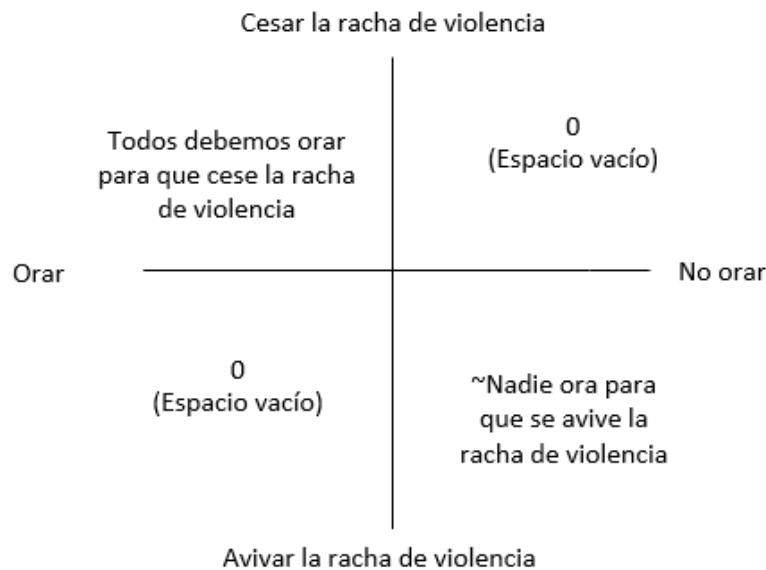 Cesar la racha de violencia
Todos debemos orar
para que cese la racha
de violencia
0
(Espacio vacío)
Orar
No orar
0
(Espacio vacío)
~Nadie ora para
que se avive la
racha de violencia
Avivar la racha de violencia